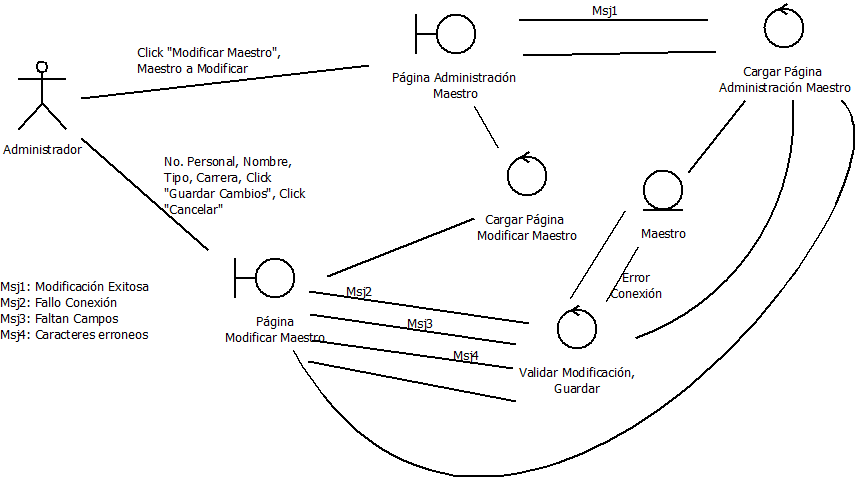 Msj1
Click "Modificar Maestro",
Maestro a Modificar
Página Administración
Maestro
Cargar Página
Administración Maestro
Administrador
No. Personal, Nombre,
Tipo, Carrera, Click
"Guardar Cambios", Click
"Cancelar"
Cargar Página
Modificar Maestro
Maestro
Error
Conexión
Msj1: Modificación Exitosa
Msj2: Fallo Conexión
Msj3: Faltan Campos
Msj4: Caracteres erroneos
Msj2
Msj3
Msj4
Página
Modificar Maestro
Validar Modificación,
Guardar